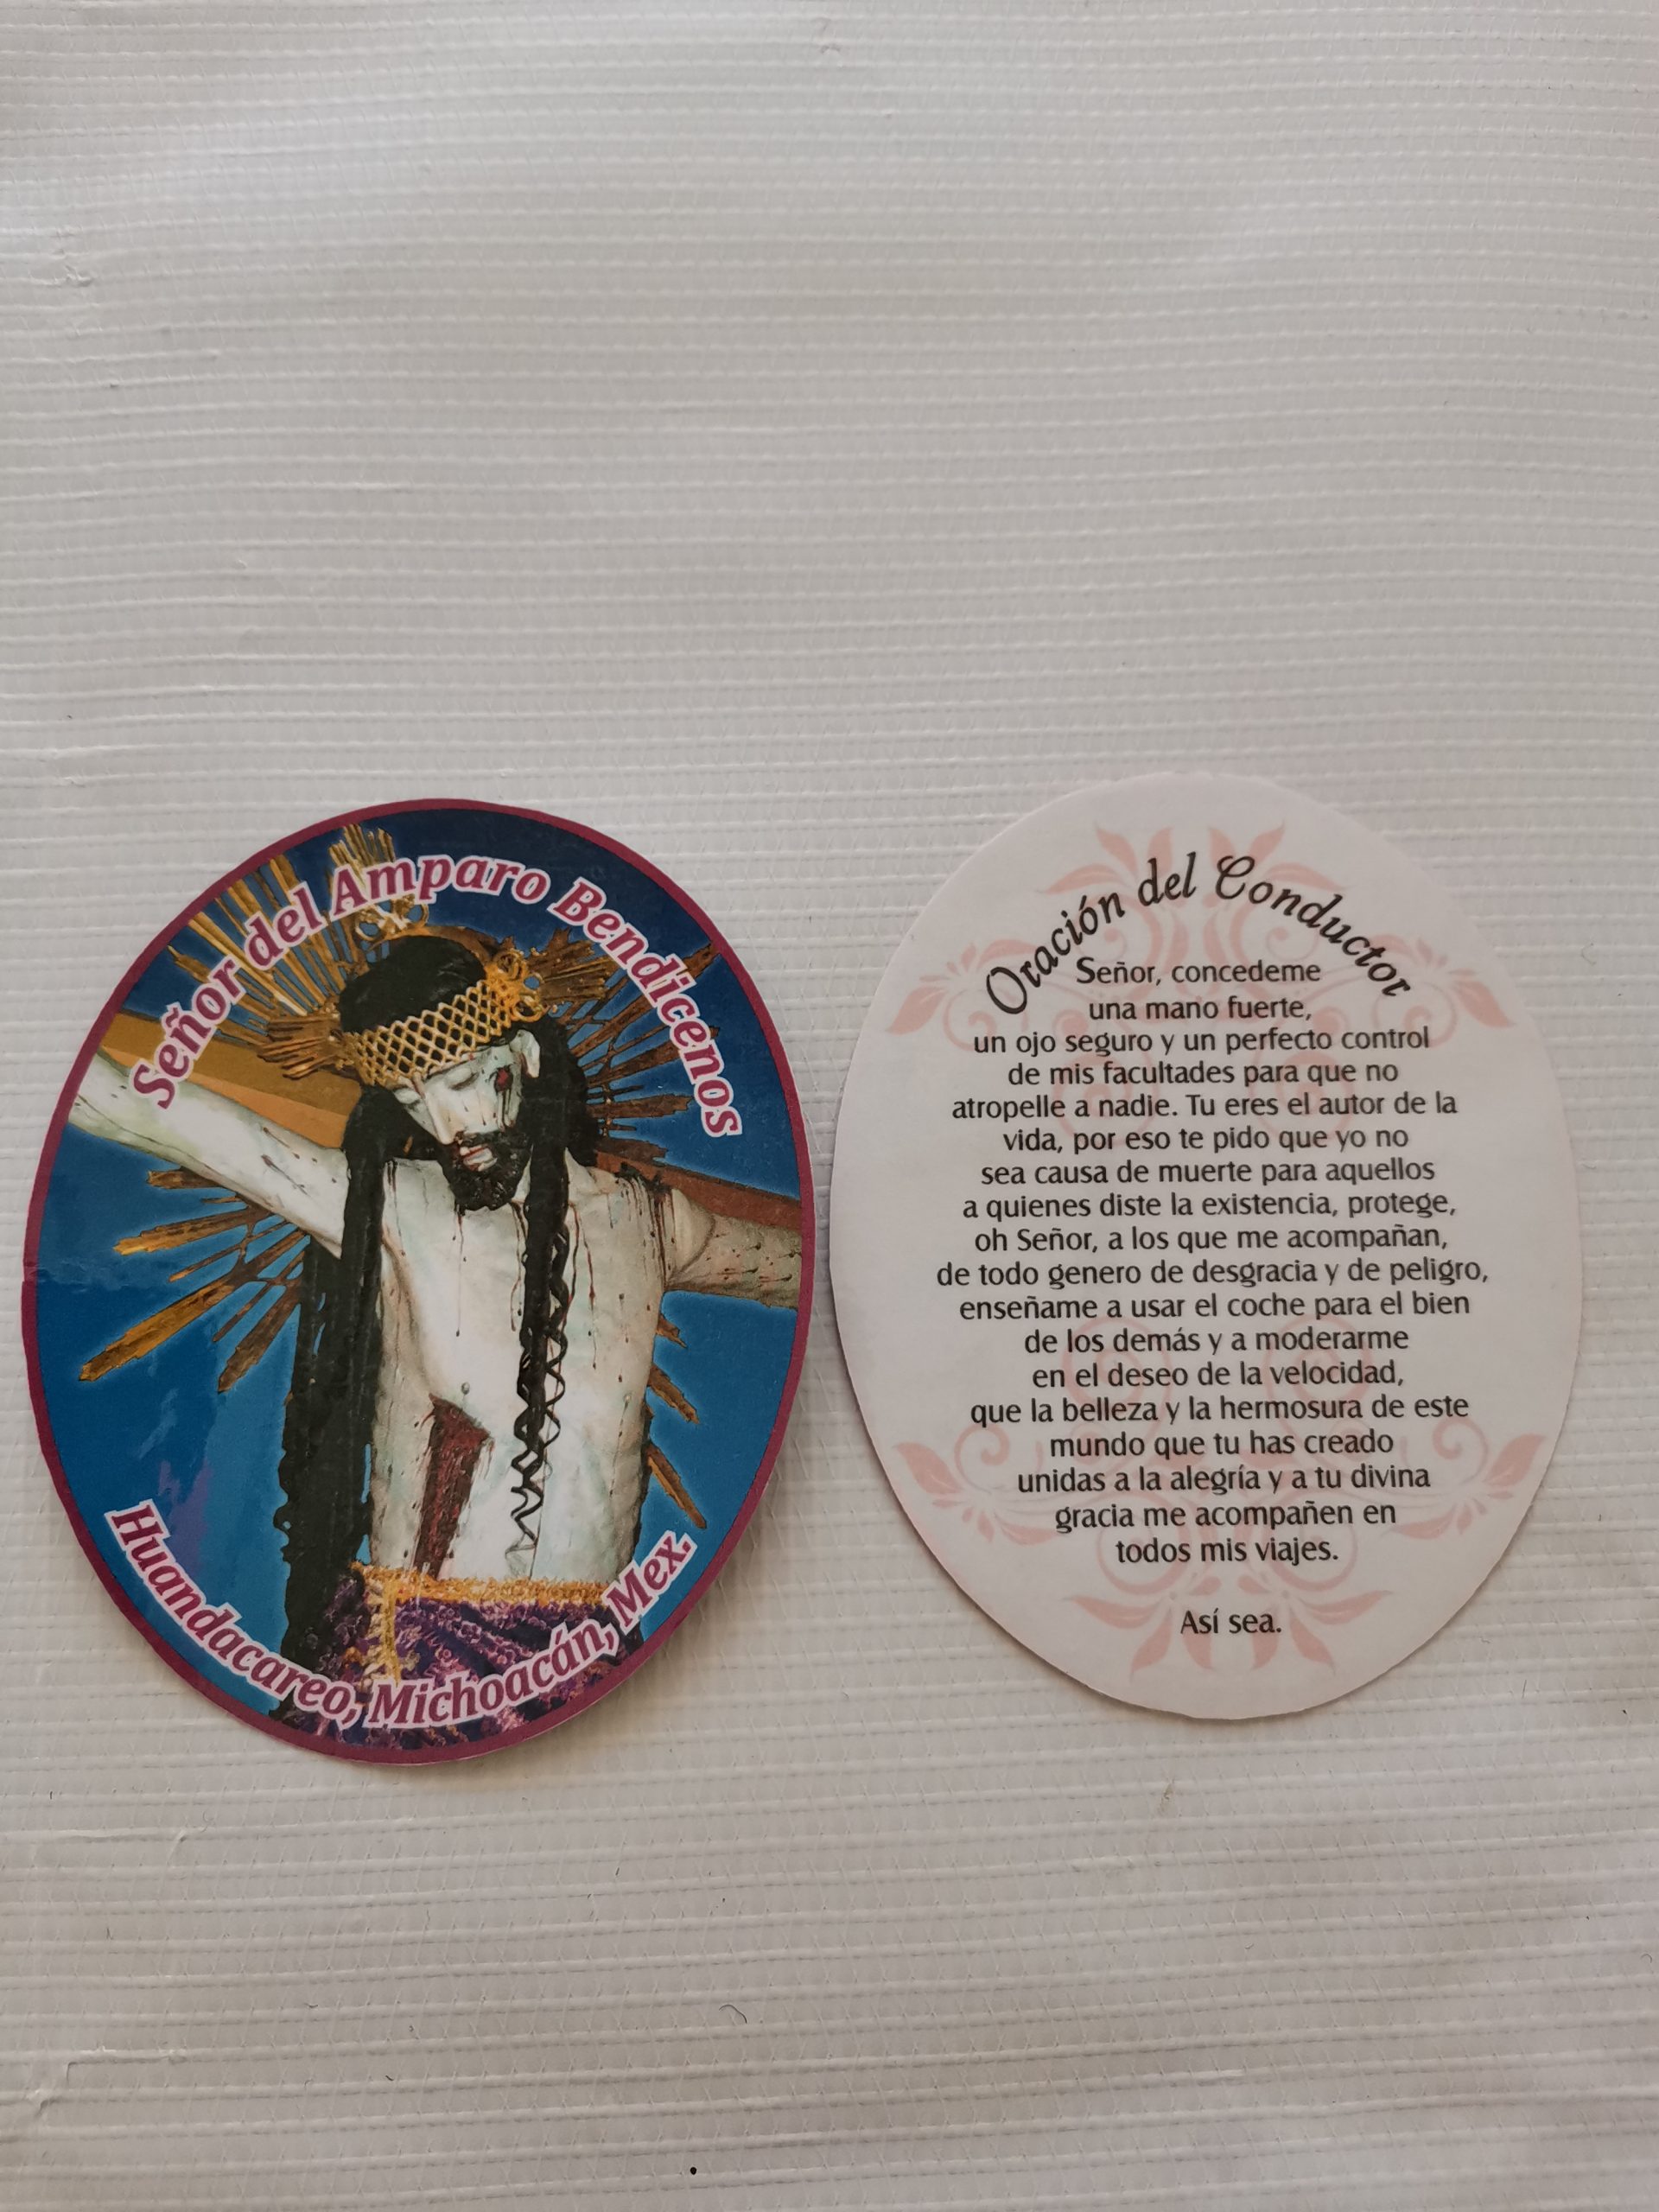 Señor del Amparo Bendicenos
Huandacareo, Michoacán, Mex.
Oración del Conductor
Señor, concedeme
una mano fuerte,
un ojo seguro y un perfecto control
de mis facultades para que no
atropelle a nadie. Tu eres el autor de la
vida, por eso te pido que yo no
sea causa de muerte para aquellos
a quienes diste la existencia, protege,
oh Señor, a los que me acompañan,
de todo genero de desgracia y de peligro,
enseñame a usar el coche para el bien
de los demás y a moderarme
en el deseo de la velocidad,
que la belleza y la hermosura de este
mundo que tu has creado
unidas a la alegría y a tu divina
gracia me acompañen en
todos mis viajes.
Así sea.